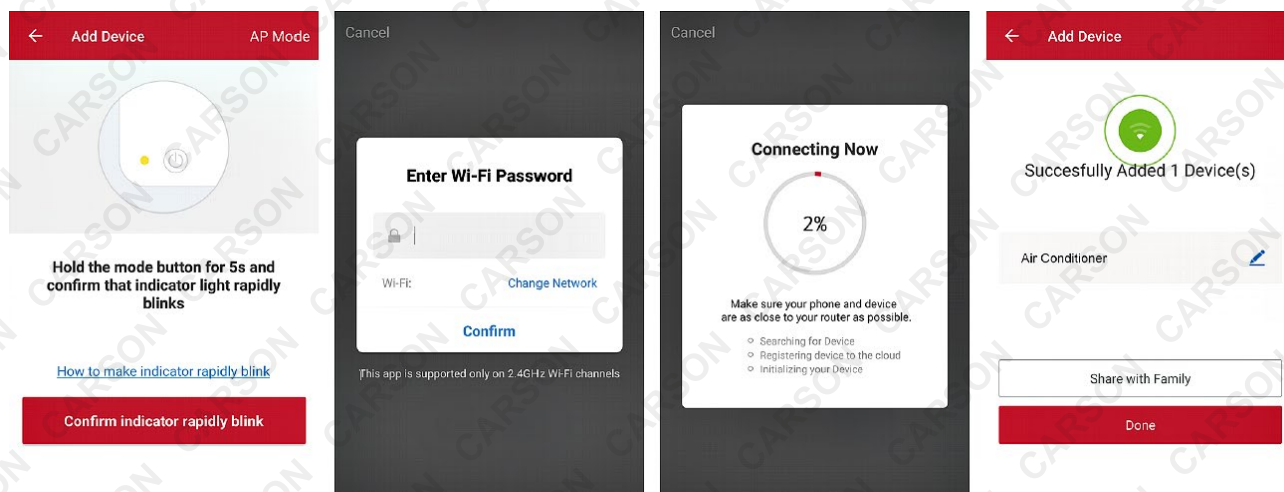 Add Device
AP Mode
Hold the mode button for 5s and
confirm that indicator light rapidly
blinks
How to make indicator rapidly blink
Confirm indicator rapidly blink
Cancel
Enter Wi-Fi Password
Wi-Fi:
Change Network
Confirm
This app is supported only on 2.4GHz Wi-Fi channels
Cancel
Connecting Now
2%
Make sure your phone and device
are as close to your router as possible.
Searching for Device
Registering device to the cloud
Initializing your Device
Add Device
Succesfully Added 1 Device(s)
Air Conditioner
Share with Family
Done
CARSON